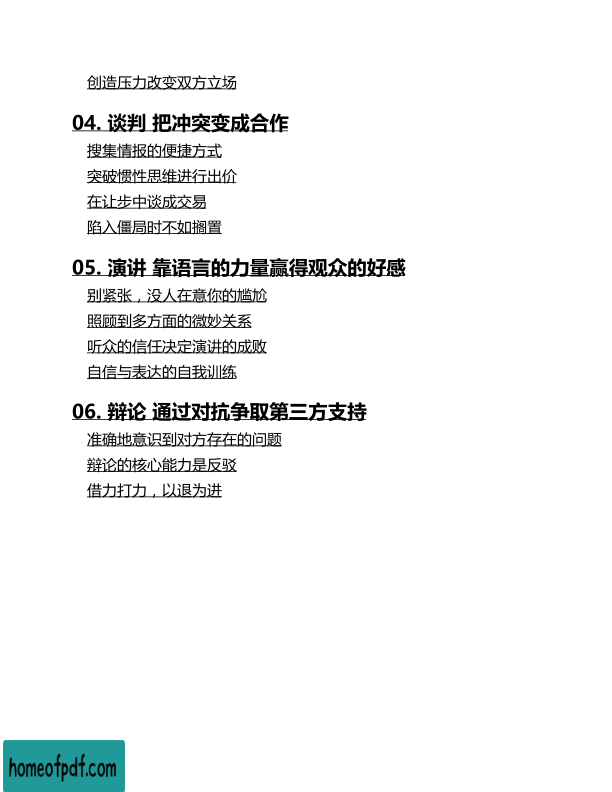 创造压力改变双方立场
04. 谈判 把冲突变成合作
搜集情报的便捷方式
突破惯性思维进行出价
在让步中谈成交易
陷入僵局时不如搁置
05. 演讲 靠语言的力量赢得观众的好感
别紧张，没人在意你的尴尬
照顾到多方面的微妙关系
听众的信任决定演讲的成败
自信与表达的自我训练
06. 辩论 通过对抗争取第三方支持
准确地意识到对方存在的问题
辩论的核心能力是反驳
借力打力，以退为进
homeofpdf.com